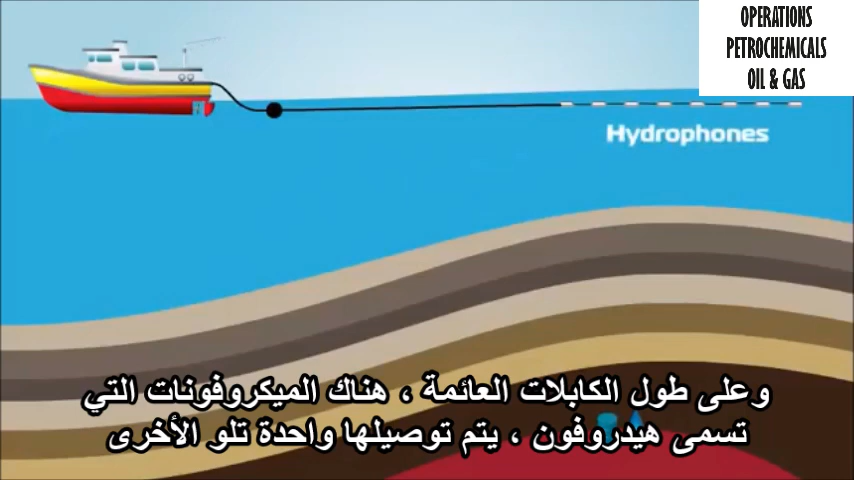 OPERATIONS
PETROCHEMICALS
OIL & GAS
Hydrophones
وعلى طول الكابلات العائمة ، هناك الميكروفونات التي
تسمى هيدروفون ، يتم توصيلها واحدة تلو الأخرى